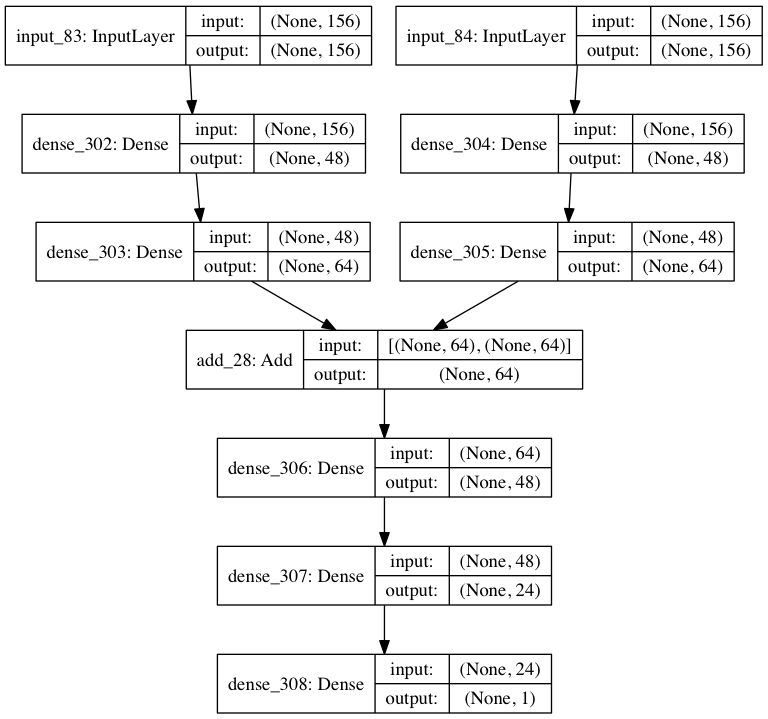 input_83: InputLayer input: (None, 156) output: (None, 156)
input_84: InputLayer input: (None, 156) output: (None, 156)
dense_302: Dense input: (None, 156) output: (None, 48)
dense_304: Dense input: (None, 156) output: (None, 48)
dense_303: Dense input: (None, 48) output: (None, 64)
dense_305: Dense input: (None, 48) output: (None, 64)
add_28: Add input: [(None, 64), (None, 64)] output: (None, 64)
dense_306: Dense input: (None, 64) output: (None, 48)
dense_307: Dense input: (None, 48) output: (None, 24)
dense_308: Dense input: (None, 24) output: (None, 1)